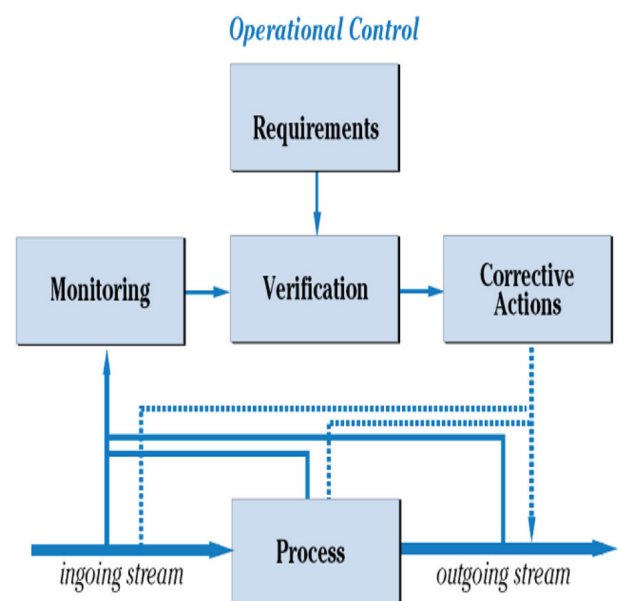 Operational Control
Requirements
Monitoring
Verification
Corrective
Actions
Process
ingoing stream
outgoing stream